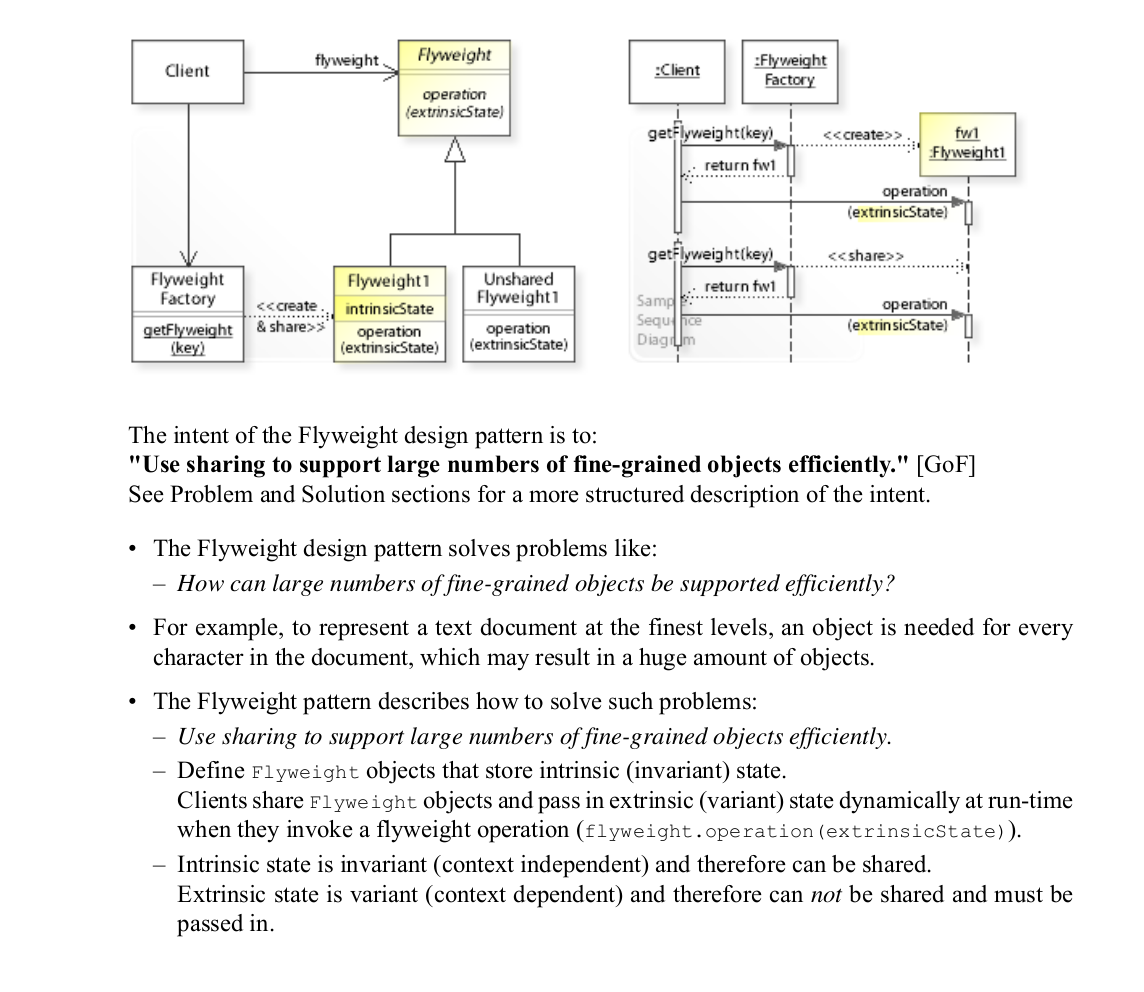 Client
flyweight
Flyweight
operation
(extrinsicState)
Flyweight
Factory
getFlyweight
(key)
<<create
& share>>
Flyweight1
intrinsicState
operation
(extrinsicState)
Unshared
Flyweight1
operation
(extrinsicState)
:Client
:Flyweight
Factory
getFlyweight(key)
<<create>>
fw1
:Flyweight1
return fw1
operation
(extrinsicState)
getFlyweight(key)
<<share>>
return fw1
operation
(extrinsicState)
Sample
Sequence
Diagram
The intent of the Flyweight design pattern is to:
"Use sharing to support large numbers of fine-grained objects efficiently." [GoF]
See Problem and Solution sections for a more structured description of the intent.
• The Flyweight design pattern solves problems like:
– How can large numbers of fine-grained objects be supported efficiently?
• For example, to represent a text document at the finest levels, an object is needed for every
character in the document, which may result in a huge amount of objects.
• The Flyweight pattern describes how to solve such problems:
– Use sharing to support large numbers of fine-grained objects efficiently.
– Define Flyweight objects that store intrinsic (invariant) state.
Clients share Flyweight objects and pass in extrinsic (variant) state dynamically at run-time
when they invoke a flyweight operation (flyweight.operation(extrinsicState)).
– Intrinsic state is invariant (context independent) and therefore can be shared.
Extrinsic state is variant (context dependent) and therefore can not be shared and must be
passed in.